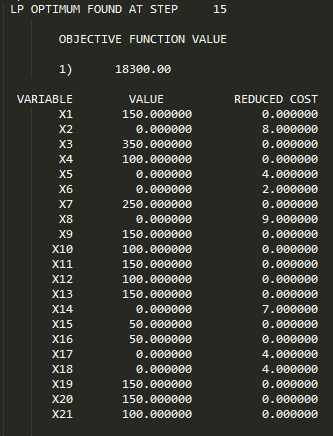 LP OPTIMUM FOUND AT STEP 15
OBJECTIVE FUNCTION VALUE
1) 18300.00
VARIABLE VALUE REDUCED COST
X1 150.000000 0.000000
X2 0.000000 8.000000
X3 350.000000 0.000000
X4 100.000000 0.000000
X5 0.000000 4.000000
X6 0.000000 2.000000
X7 250.000000 0.000000
X8 0.000000 9.000000
X9 150.000000 0.000000
X10 100.000000 0.000000
X11 150.000000 0.000000
X12 100.000000 0.000000
X13 150.000000 0.000000
X14 0.000000 7.000000
X15 50.000000 0.000000
X16 50.000000 0.000000
X17 0.000000 4.000000
X18 0.000000 4.000000
X19 150.000000 0.000000
X20 150.000000 0.000000
X21 100.000000 0.000000